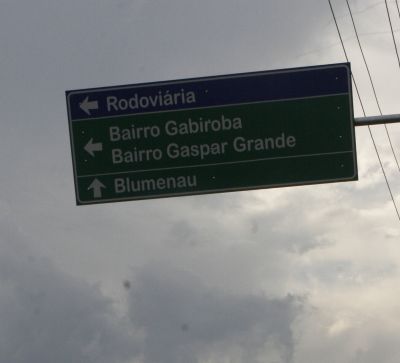 Rodoviária
Bairro Gabiroba
Bairro Gaspar Grande
Blumenau